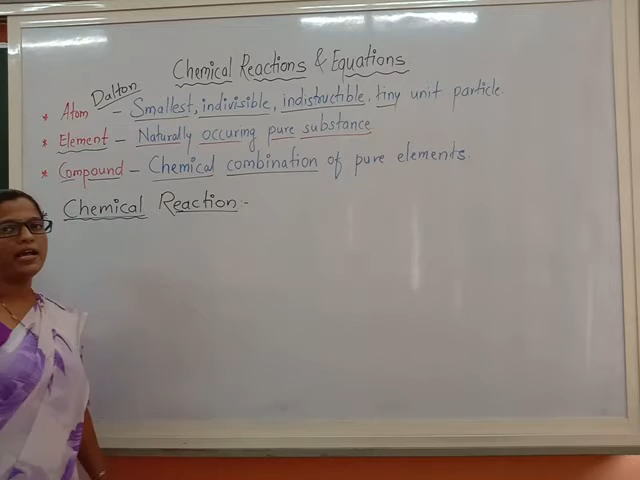 Chemical Reactions & Equations
Dalton
* Atom - Smallest, indivisible, indistructible, tiny unit particle.
* Element - Naturally occuring pure substance
* Compound - Chemical combination of pure elements.
* Chemical Reaction:-